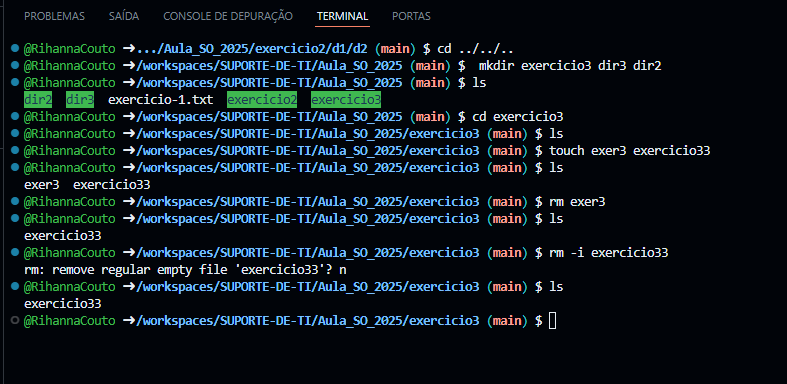 PROBLEMAS SAÍDA CONSOLE DE DEPURAÇÃO TERMINAL PORTAS
@RihannaCouto ➜.../Aula_SO_2025/exercicio2/d1/d2 (main) $ cd ../../..
@RihannaCouto ➜/workspaces/SUPORTE-DE-TI/Aula_SO_2025 (main) $  mkdir exercicio3 dir3 dir2
@RihannaCouto ➜/workspaces/SUPORTE-DE-TI/Aula_SO_2025 (main) $ ls
dir2  dir3  exercicio-1.txt  exercicio2  exercicio3
@RihannaCouto ➜/workspaces/SUPORTE-DE-TI/Aula_SO_2025 (main) $ cd exercicio3
@RihannaCouto ➜/workspaces/SUPORTE-DE-TI/Aula_SO_2025/exercicio3 (main) $ ls
@RihannaCouto ➜/workspaces/SUPORTE-DE-TI/Aula_SO_2025/exercicio3 (main) $ touch exer3 exercicio33
@RihannaCouto ➜/workspaces/SUPORTE-DE-TI/Aula_SO_2025/exercicio3 (main) $ ls
exer3  exercicio33
@RihannaCouto ➜/workspaces/SUPORTE-DE-TI/Aula_SO_2025/exercicio3 (main) $ rm exer3
@RihannaCouto ➜/workspaces/SUPORTE-DE-TI/Aula_SO_2025/exercicio3 (main) $ ls
exercicio33
@RihannaCouto ➜/workspaces/SUPORTE-DE-TI/Aula_SO_2025/exercicio3 (main) $ rm -i exercicio33
rm: remove regular empty file 'exercicio33'? n
@RihannaCouto ➜/workspaces/SUPORTE-DE-TI/Aula_SO_2025/exercicio3 (main) $ ls
exercicio33
@RihannaCouto ➜/workspaces/SUPORTE-DE-TI/Aula_SO_2025/exercicio3 (main) $